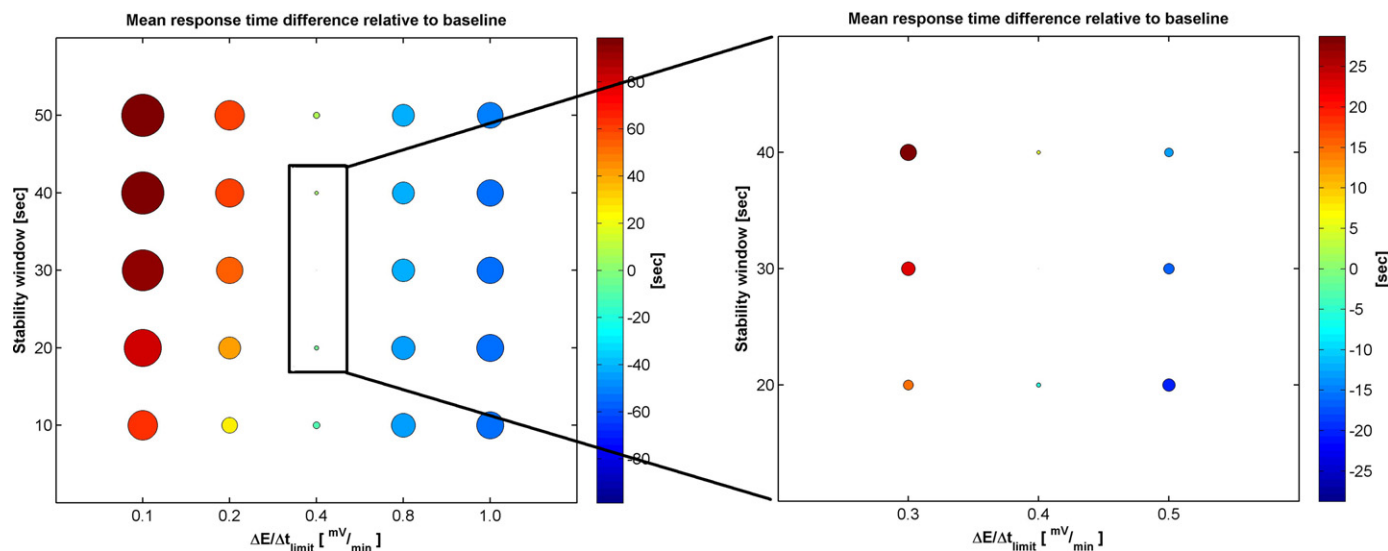 Mean response time difference relative to baseline
Stability window [sec]
50
40
30
20
10
0.1 0.2 0.4 0.8 1.0
ΔE/Δt_limit [ mV/min ]
80
60
40
20
0
-20
-40
-60
-80
[sec]
Mean response time difference relative to baseline
Stability window [sec]
40
30
20
0.3 0.4 0.5
ΔE/Δt_limit [ mV/min ]
25
20
15
10
5
0
-5
-10
-15
-20
-25
[sec]